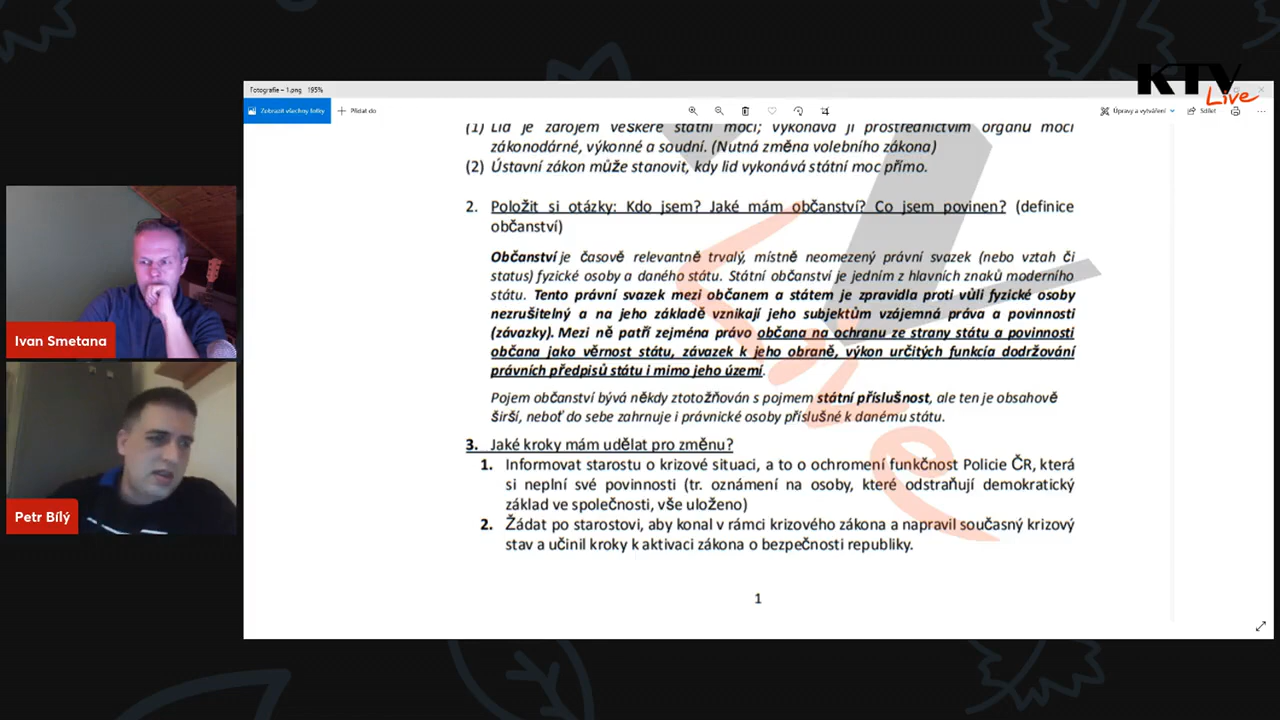 KTV
Live
Fotografie – 1.png 195%
Zobrazit všechny fotky
Přidat do
Úpravy a vytváření
Sdílet
(1) Lid je zdrojem veškeré státní moci; vykonává ji prostřednictvím orgánů moci
zákonodárné, výkonné a soudní. (Nutná změna volebního zákona)
(2) Ústavní zákon může stanovit, kdy lid vykonává státní moc přímo.
2. Položit si otázky: Kdo jsem? Jaké mám občanství? Co jsem povinen? (definice
občanství)
Občanství je časově relevantně trvalý, místně neomezený právní svazek (nebo vztah či
status) fyzické osoby a daného státu. Státní občanství je jedním z hlavních znaků moderního
státu. Tento právní svazek mezi občanem a státem je zpravidla proti vůli fyzické osoby
nezrušitelný a na jeho základě vznikají jeho subjektům vzájemná práva a povinnosti
(závazky). Mezi ně patří zejména právo občana na ochranu ze strany státu a povinnosti
občana jako věrnost státu, závazek k jeho obraně, výkon určitých funkcía dodržování
právních předpisů státu i mimo jeho území.
Pojem občanství bývá někdy ztotožňován s pojmem státní příslušnost, ale ten je obsahově
širší, neboť do sebe zahrnuje i právnické osoby příslušné k danému státu.
3. Jaké kroky mám udělat pro změnu?
1. Informovat starostu o krizové situaci, a to o ochromení funkčnost Policie ČR, která
si neplní své povinnosti (tr. oznámení na osoby, které odstraňují demokratický
základ ve společnosti, vše uloženo)
2. Žádat po starostovi, aby konal v rámci krizového zákona a napravil současný krizový
stav a učinil kroky k aktivaci zákona o bezpečnosti republiky.
1
Live
Ivan Smetana
Petr Bílý